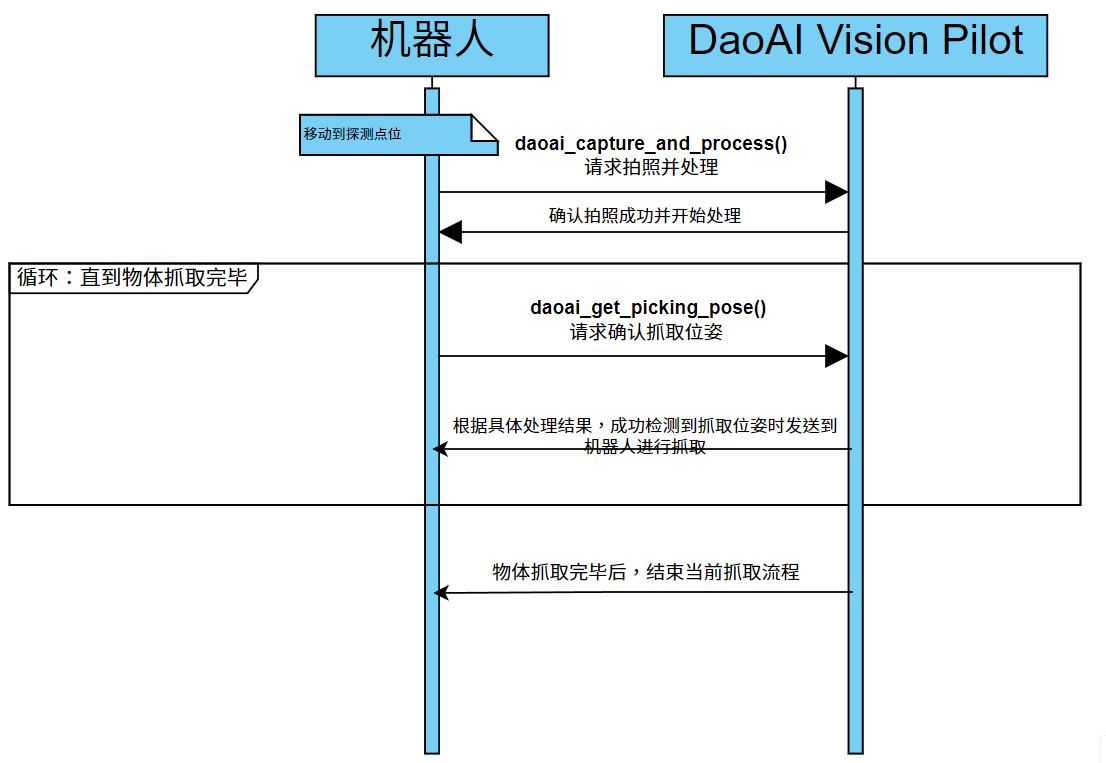 机器人
DaoAI Vision Pilot
移动到探测点位
daoai_capture_and_process()
请求拍照并处理
确认拍照成功并开始处理
循环：直到物体抓取完毕
daoai_get_picking_pose()
请求确认抓取位姿
根据具体处理结果，成功检测到抓取位姿时发送到
机器人进行抓取
物体抓取完毕后，结束当前抓取流程